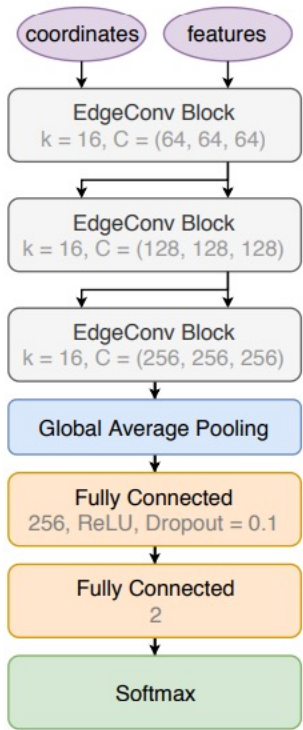 coordinates features
EdgeConv Block
k = 16, C = (64, 64, 64)
EdgeConv Block
k = 16, C = (128, 128, 128)
EdgeConv Block
k = 16, C = (256, 256, 256)
Global Average Pooling
Fully Connected
256, ReLU, Dropout = 0.1
Fully Connected
2
Softmax